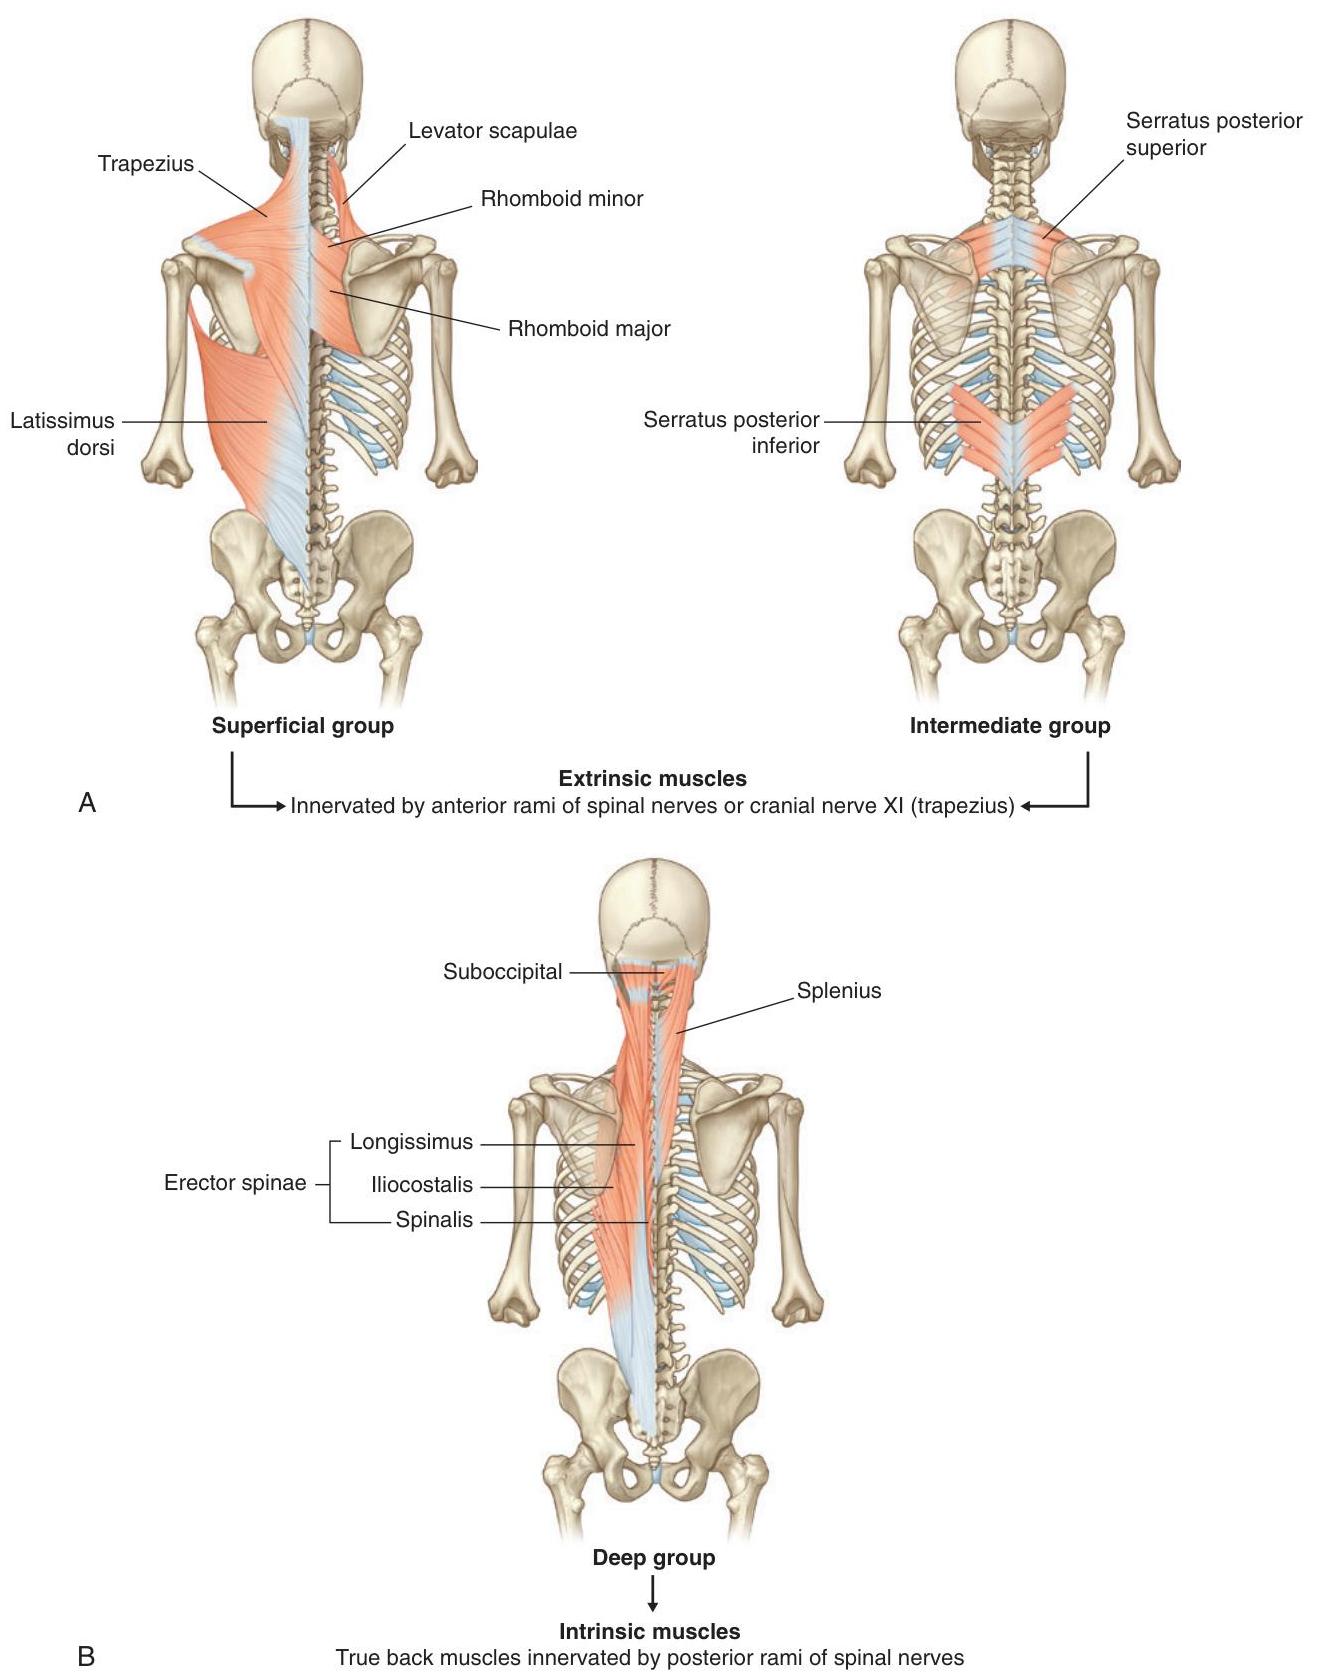 Levator scapulae
Trapezius
Rhomboid minor
Rhomboid major
Latissimus
dorsi
Serratus posterior
superior
Serratus posterior
inferior
Superficial group
Intermediate group
Extrinsic muscles
A
Innervated by anterior rami of spinal nerves or cranial nerve XI (trapezius)
Suboccipital
Splenius
Longissimus
Erector spinae
Iliocostalis
Spinalis
Deep group
Intrinsic muscles
B
True back muscles innervated by posterior rami of spinal nerves